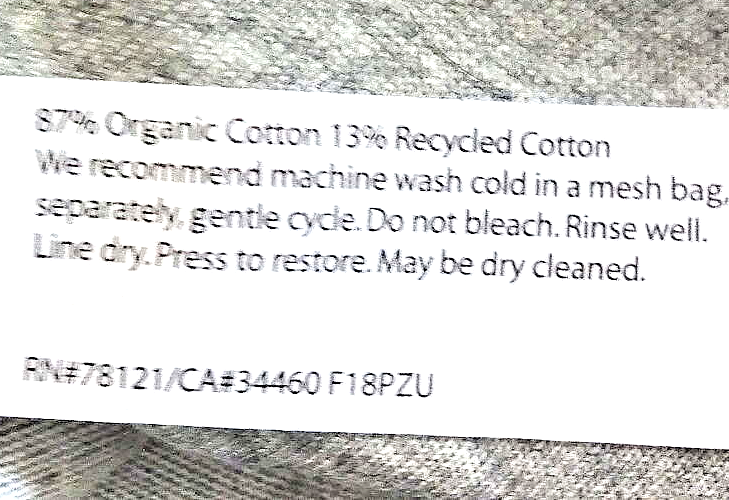 87% Organic Cotton 13% Recycled Cotton
We recommend machine wash cold in a mesh bag,
separately, gentle cycle. Do not bleach. Rinse well.
Line dry. Press to restore. May be dry cleaned.
RN#78121/CA#34460 F18PZU